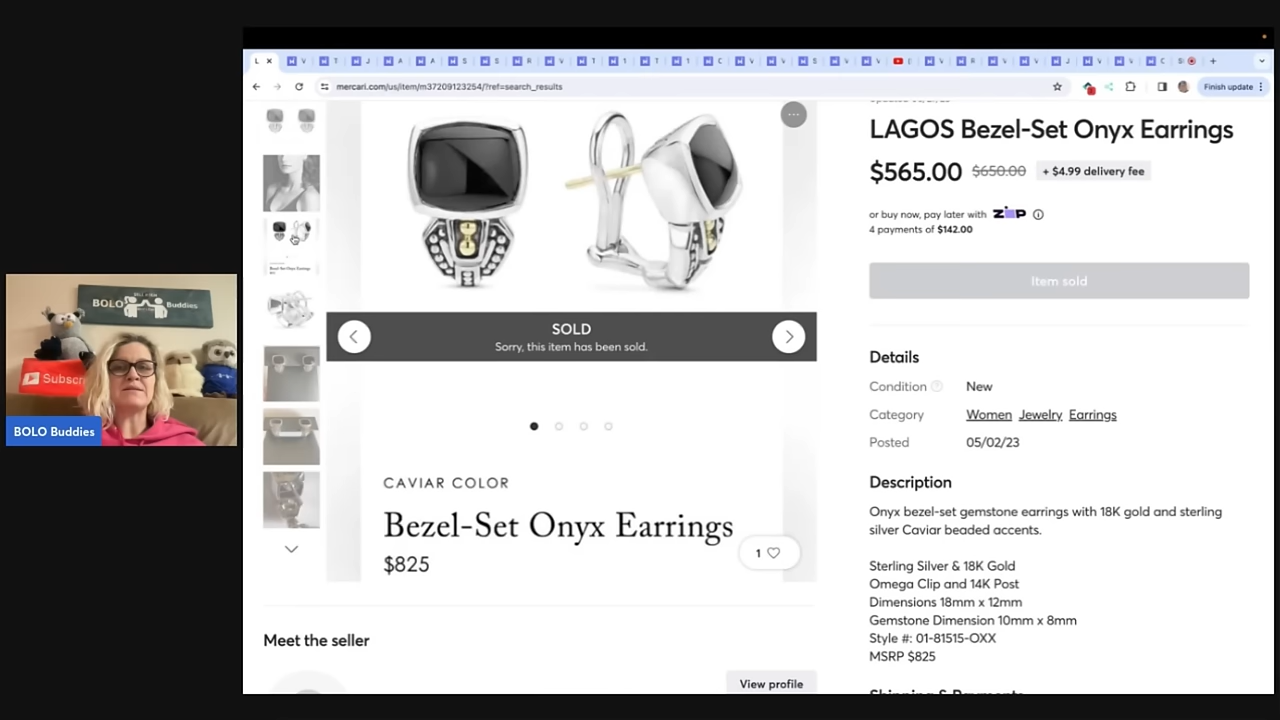 mercari.com/us/item/m37209123254/?ref=search_results
Finish update
LAGOS Bezel-Set Onyx Earrings
$565.00 $650.00 + $4.99 delivery fee
or buy now, pay later with ZIP
4 payments of $142.00
Item sold
SOLD
Sorry, this item has been sold.
CAVIAR COLOR
Bezel-Set Onyx Earrings
$825
1
Meet the seller
View profile
Details
Condition New
Category Women Jewelry Earrings
Posted 05/02/23
Description
Onyx bezel-set gemstone earrings with 18K gold and sterling
silver Caviar beaded accents.
Sterling Silver & 18K Gold
Omega Clip and 14K Post
Dimensions 18mm x 12mm
Gemstone Dimension 10mm x 8mm
Style #: 01-81515-OXX
MSRP $825
BOLO Buddies
Subscri
BOLO Buddies